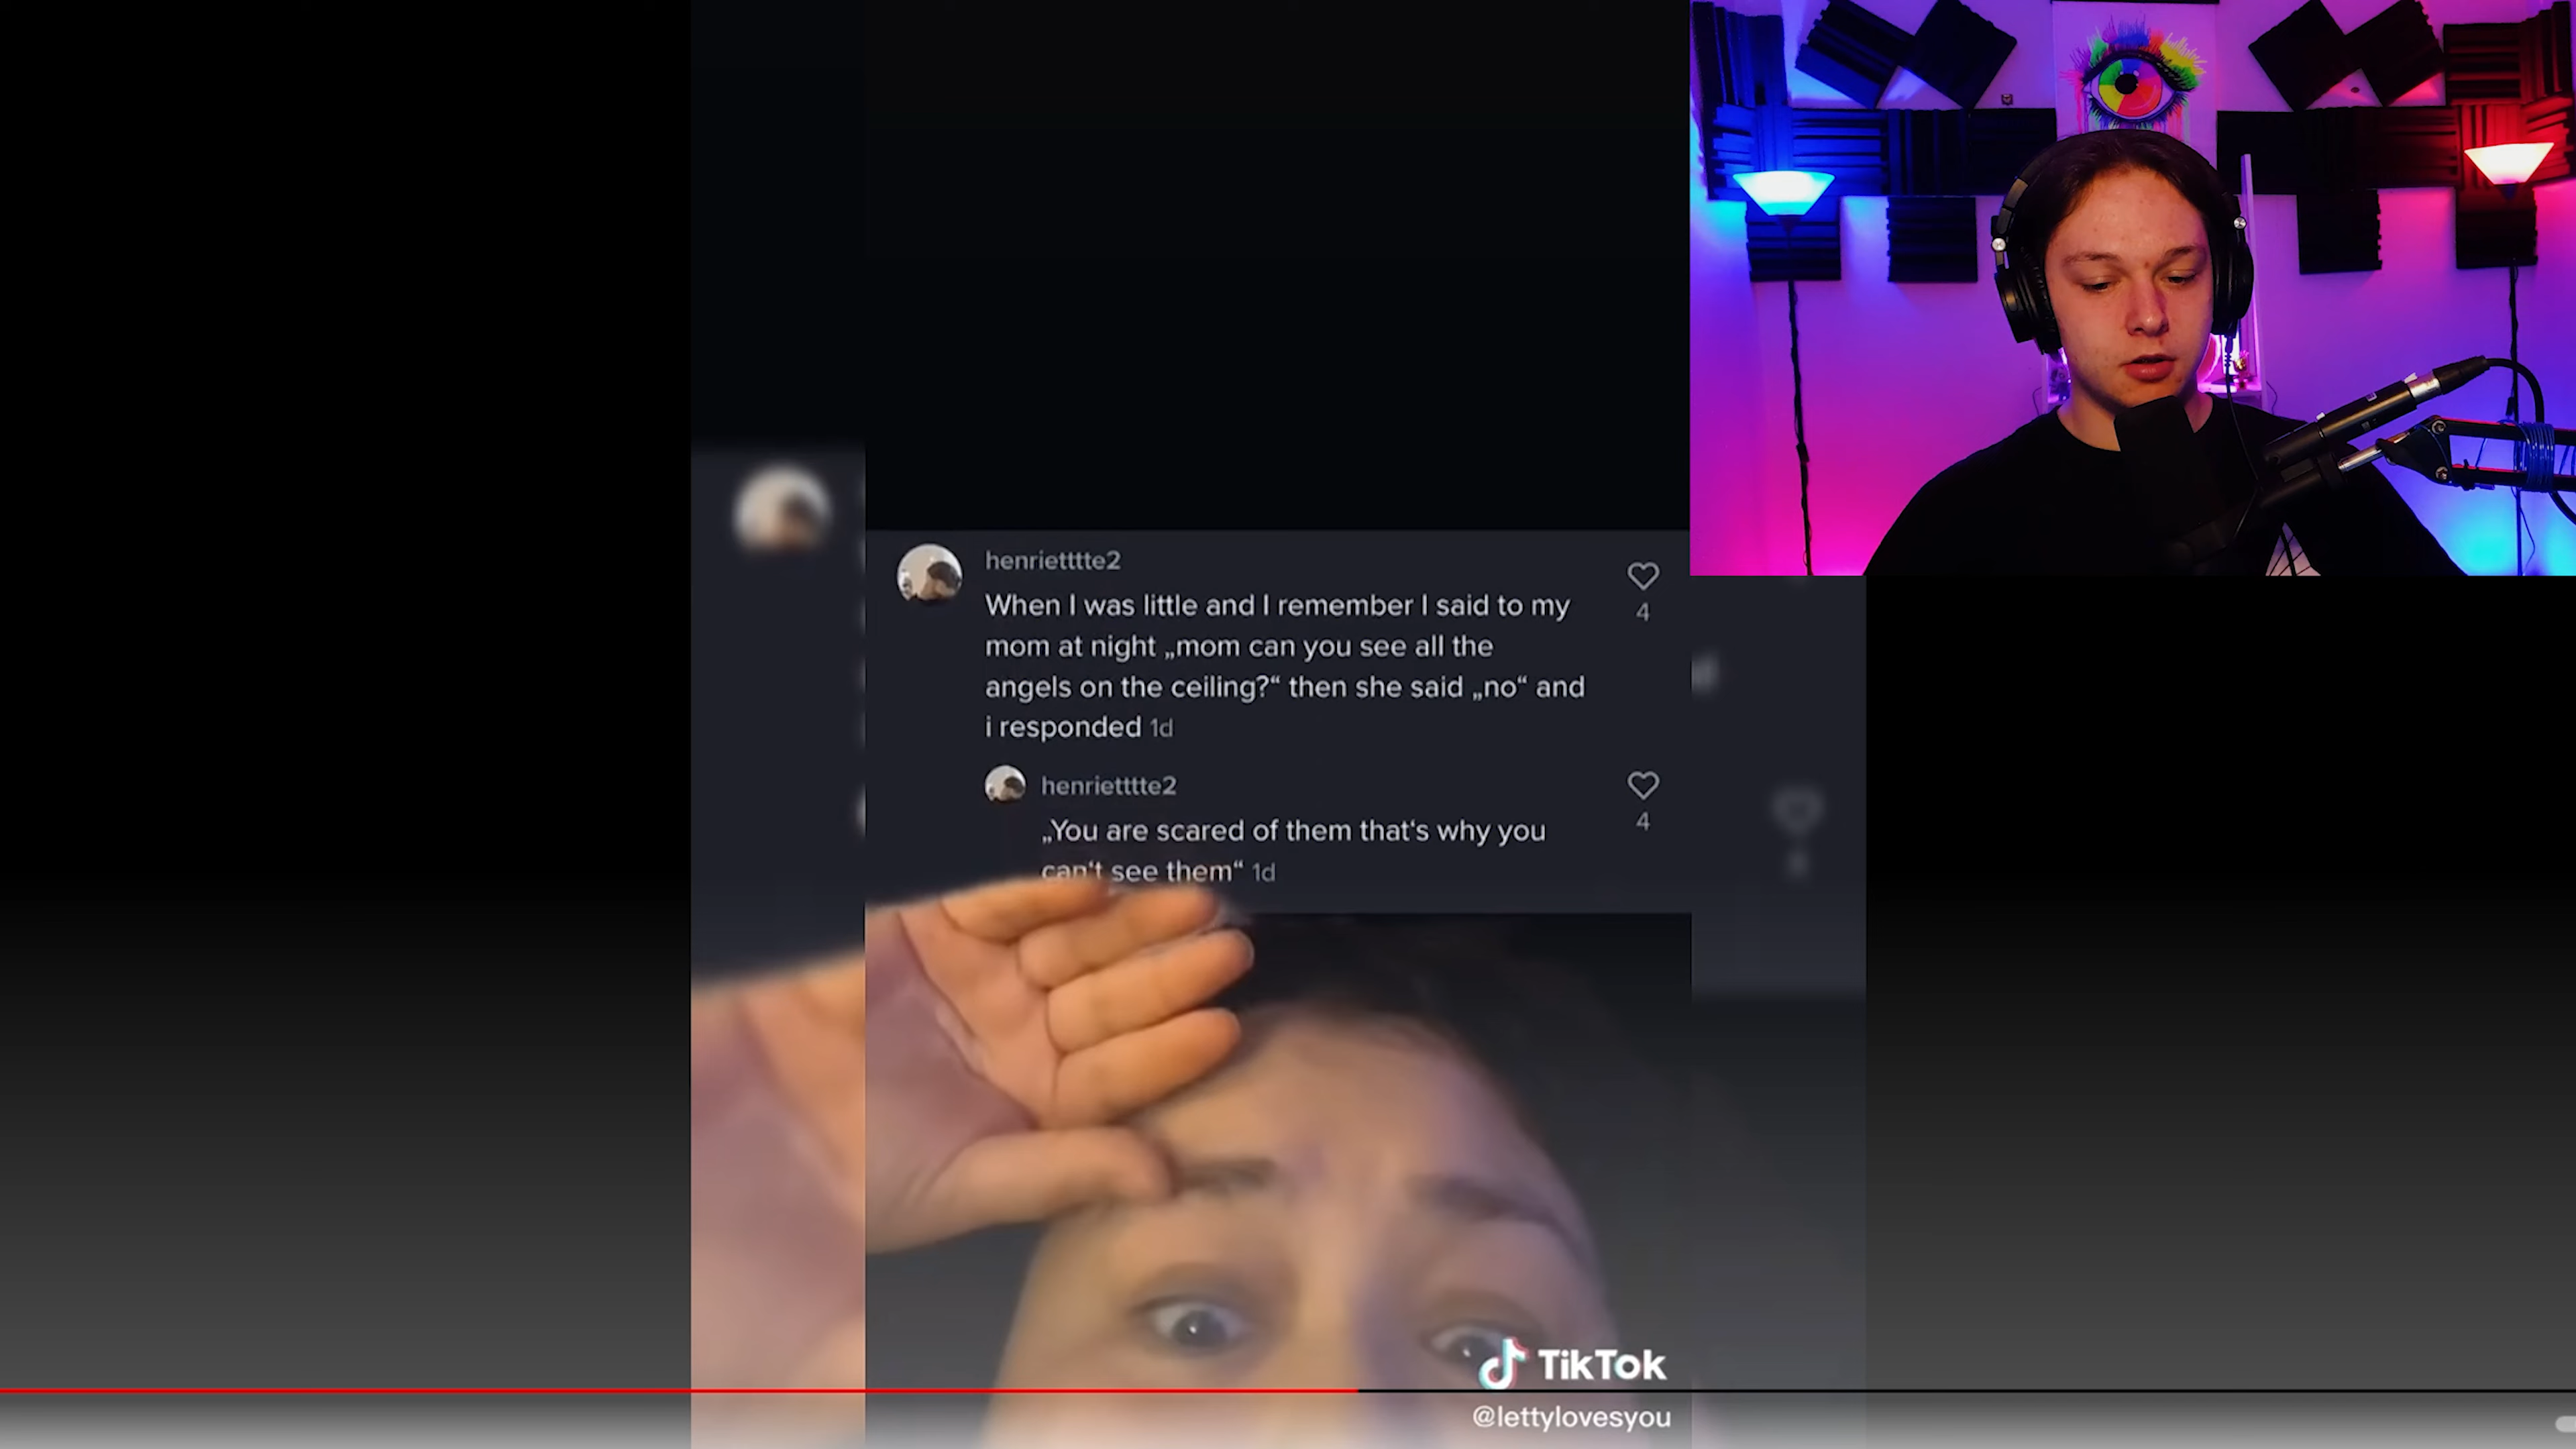 henrietttte2
When I was little and I remember I said to my
mom at night „mom can you see all the
angels on the ceiling?“ then she said „no“ and
i responded 1d
4
henrietttte2
„You are scared of them that‘s why you
can‘t see them“ 1d
4
TikTok
@lettylovesyou